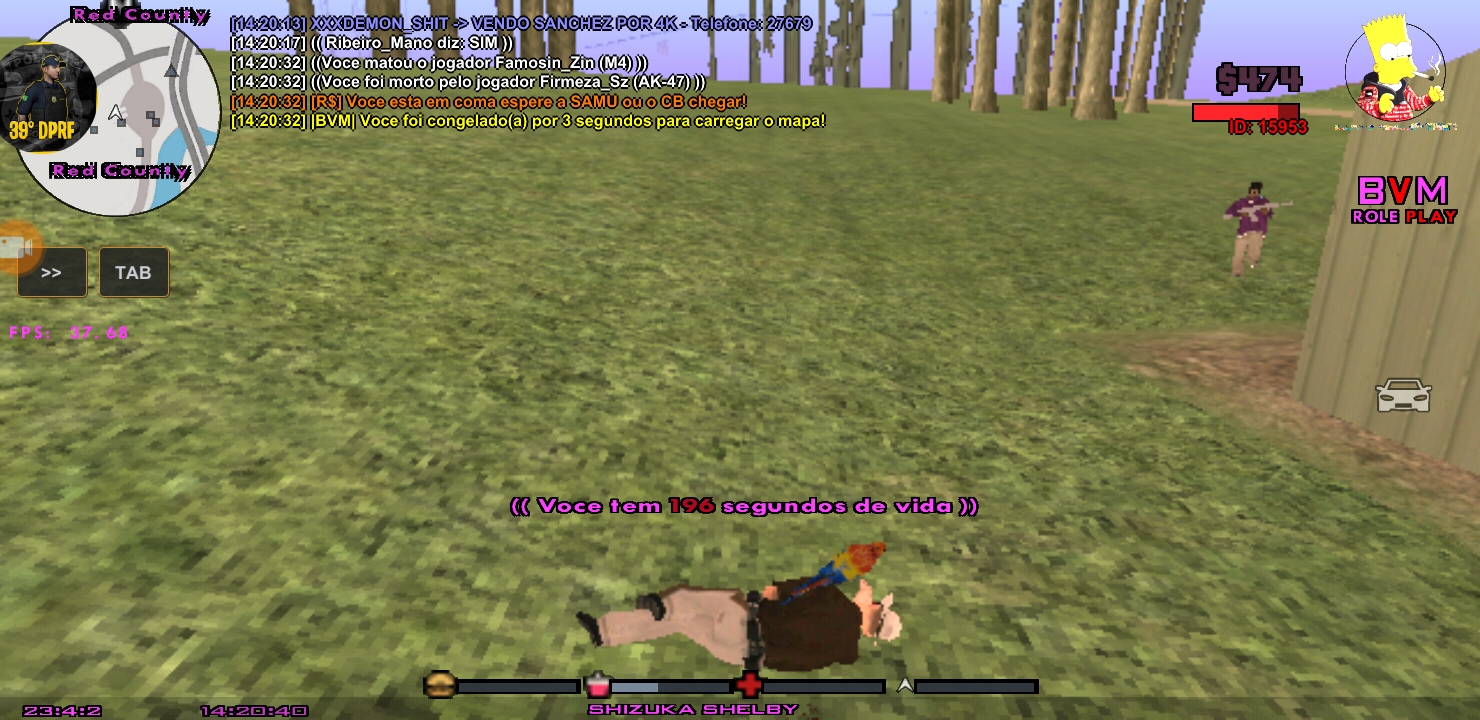 Red County
[14:20:13] XXXDEMON_SHIT -> VENDO SANCHEZ POR 4K - Telefone: 27679
[14:20:17] (( Ribeiro_Mano diz: SIM ))
[14:20:32] ((Voce matou o jogador Famosin_Zin (M4) ))
[14:20:32] ((Voce foi morto pelo jogador Firmeza_Sz (AK-47) ))
[14:20:32] [R$] Voce esta em coma espere a SAMU ou o CB chegar!
[14:20:32] |BVM| Voce foi congelado(a) por 3 segundos para carregar o mapa!
$474
ID: 15953
39º DPRF
Red County
BVM
ROLE PLAY
>>
TAB
FPS: 37.68
(( Voce tem 196 segundos de vida ))
23:4:2
14:20:40
SHIZUKA SHELBY